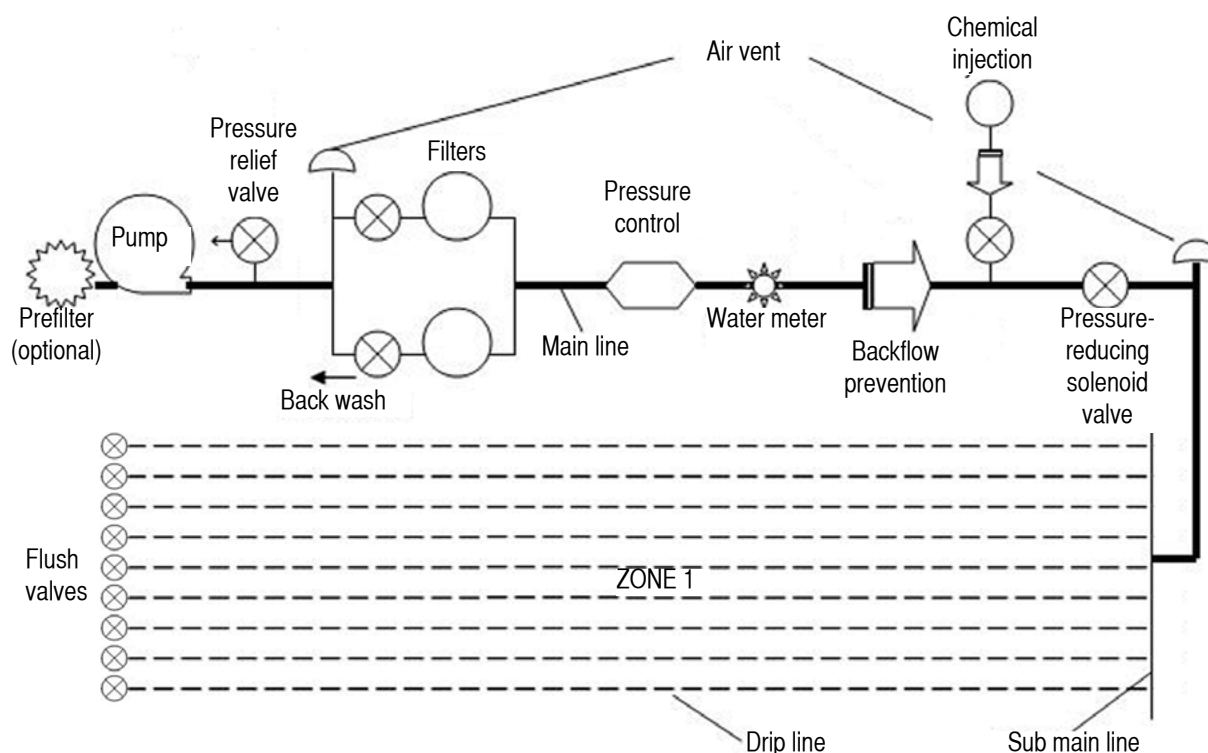 Air vent
Chemical
injection
Pressure
relief
valve
Filters
Pressure
control
Pump
Prefilter
(optional)
Main line
Water meter
Backflow
prevention
Pressure-
reducing
solenoid
valve
Back wash
Flush
valves
ZONE 1
Drip line
Sub main line